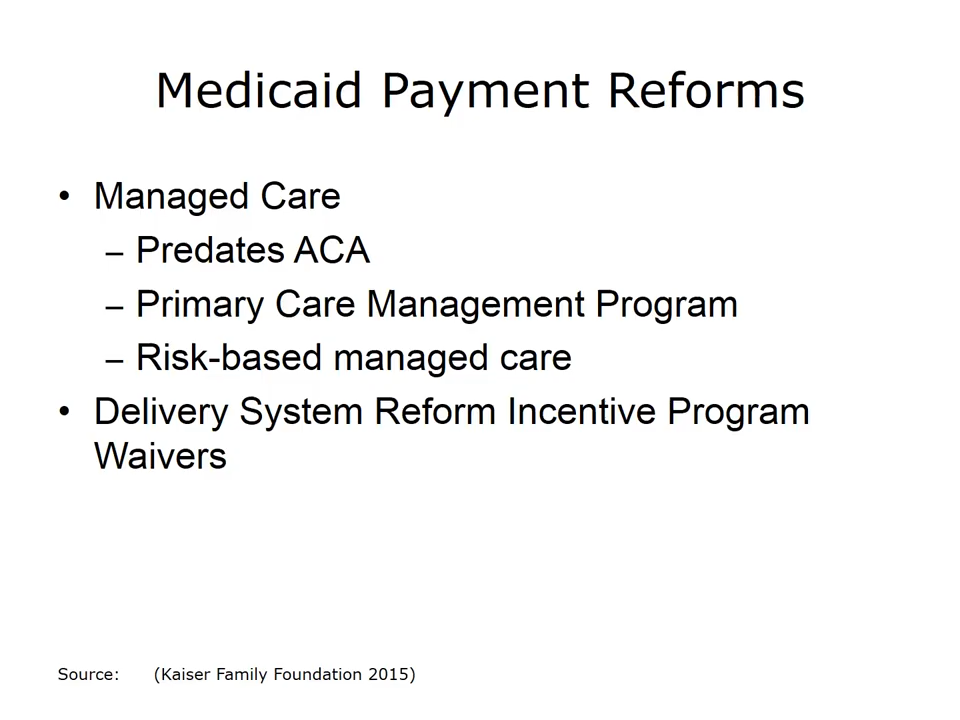 Medicaid Payment Reforms
• Managed Care
– Predates ACA
– Primary Care Management Program
– Risk-based managed care
• Delivery System Reform Incentive Program
Waivers
Source: (Kaiser Family Foundation 2015)